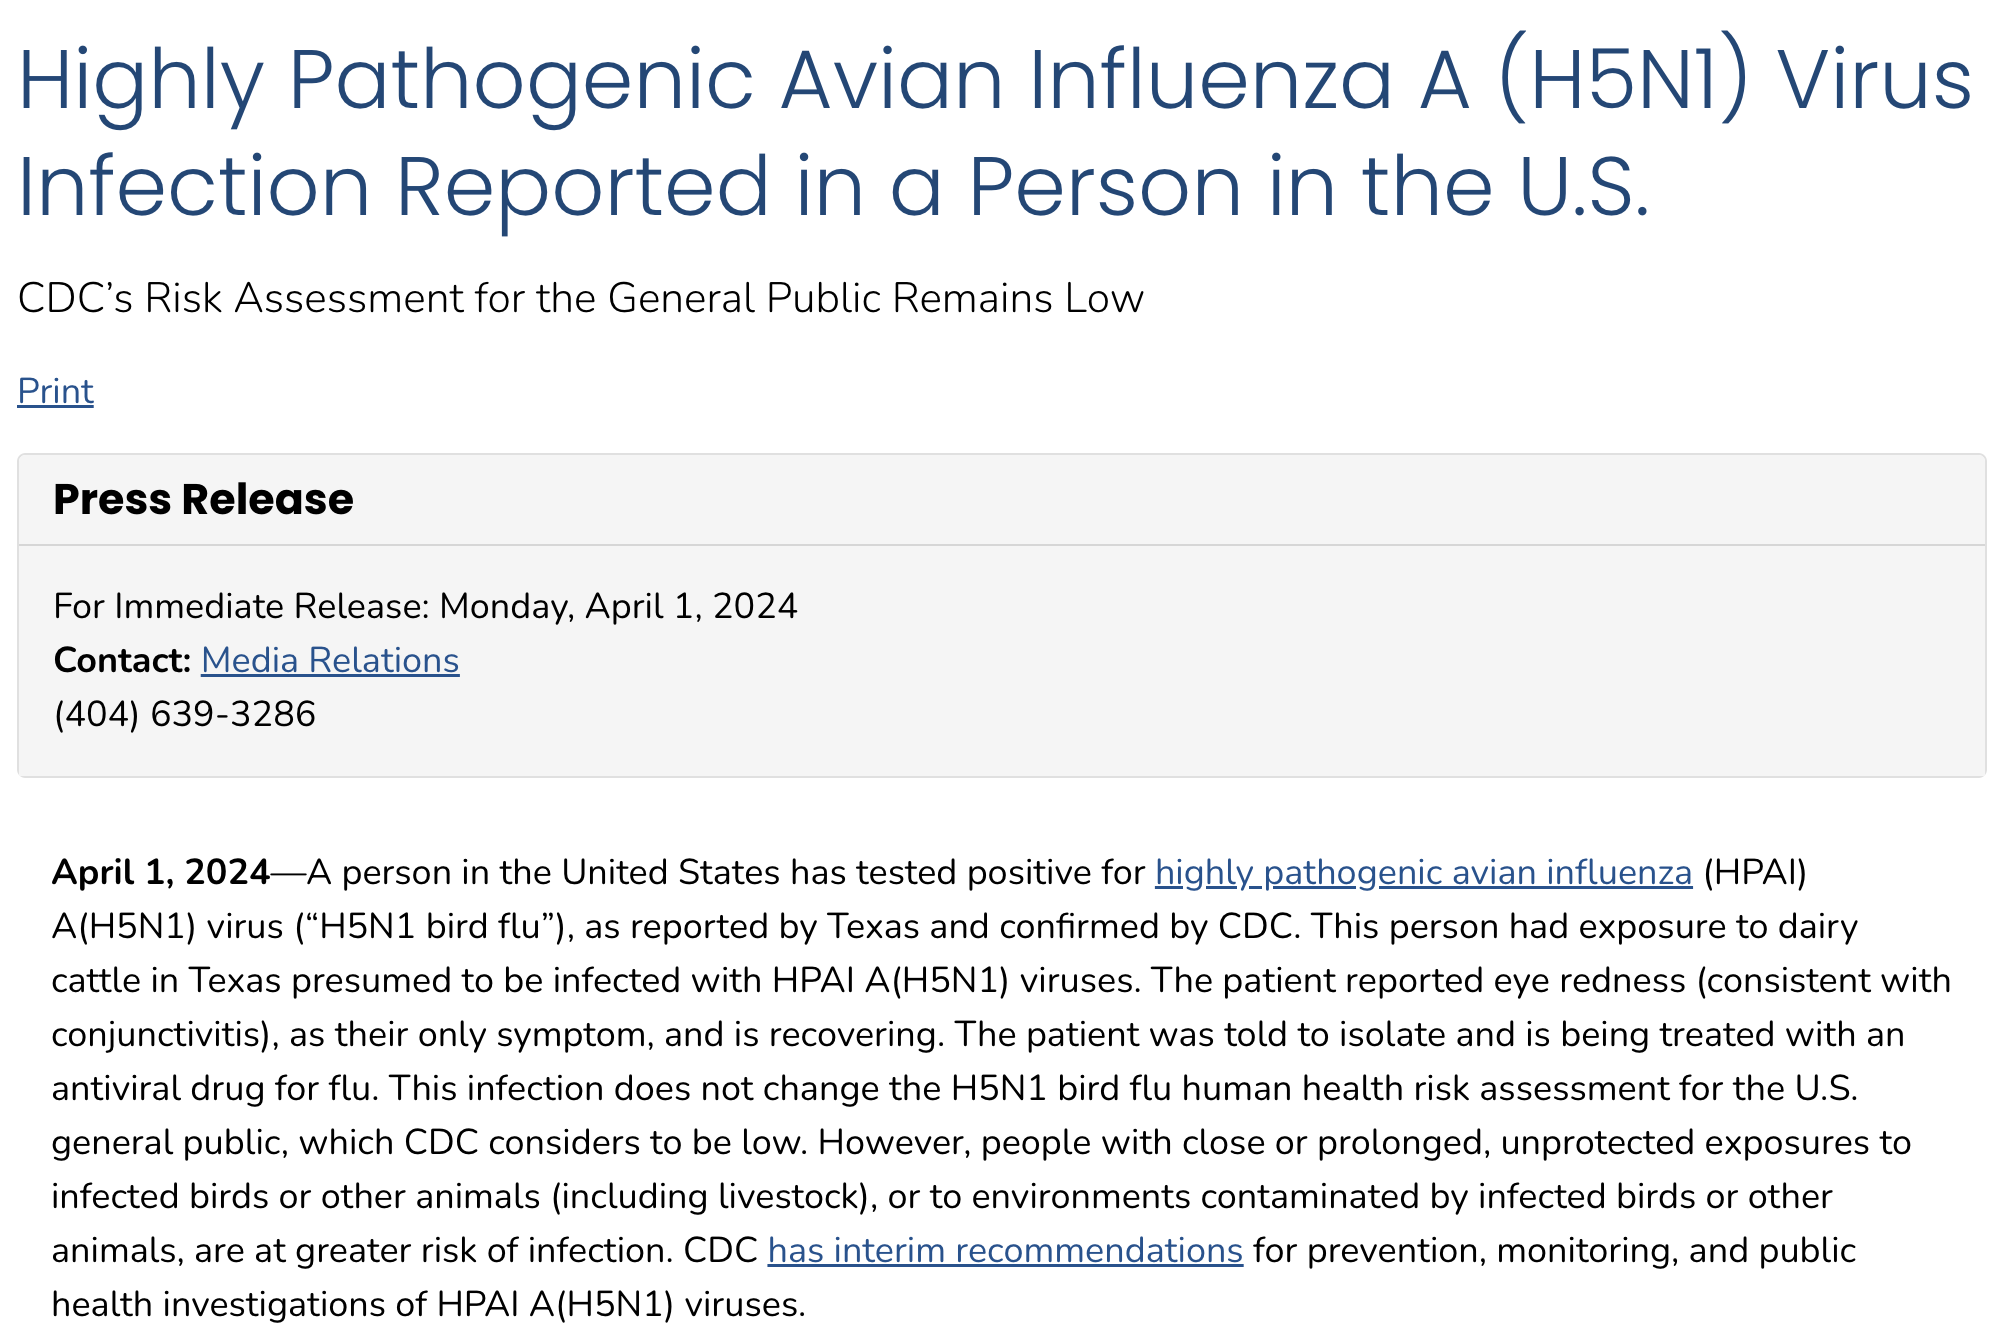 Highly Pathogenic Avian Influenza A (H5N1) Virus
Infection Reported in a Person in the U.S.
CDC’s Risk Assessment for the General Public Remains Low
Print
Press Release
For Immediate Release: Monday, April 1, 2024
Contact: Media Relations
(404) 639-3286
April 1, 2024—A person in the United States has tested positive for highly pathogenic avian influenza (HPAI)
A(H5N1) virus (“H5N1 bird flu”), as reported by Texas and confirmed by CDC. This person had exposure to dairy
cattle in Texas presumed to be infected with HPAI A(H5N1) viruses. The patient reported eye redness (consistent with
conjunctivitis), as their only symptom, and is recovering. The patient was told to isolate and is being treated with an
antiviral drug for flu. This infection does not change the H5N1 bird flu human health risk assessment for the U.S.
general public, which CDC considers to be low. However, people with close or prolonged, unprotected exposures to
infected birds or other animals (including livestock), or to environments contaminated by infected birds or other
animals, are at greater risk of infection. CDC has interim recommendations for prevention, monitoring, and public
health investigations of HPAI A(H5N1) viruses.